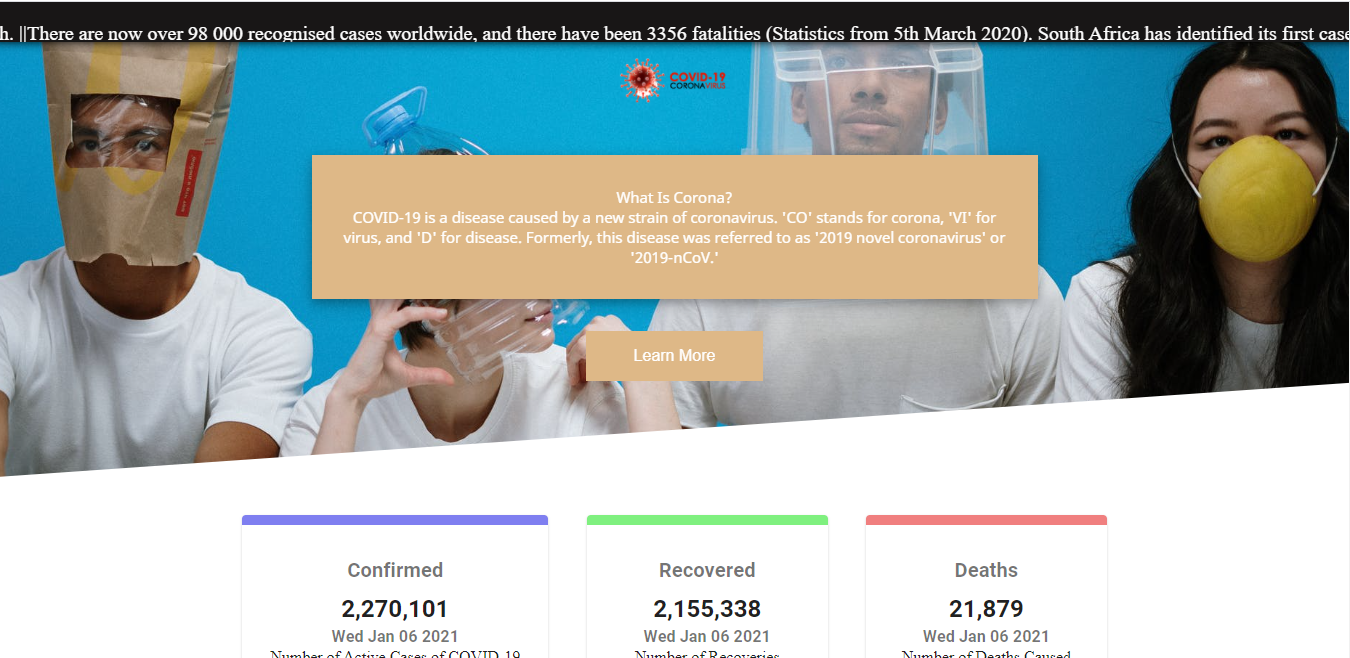 h. ||There are now over 98 000 recognised cases worldwide, and there have been 3356 fatalities (Statistics from 5th March 2020). South Africa has identified its first case
COVID-19
CORONAVIRUS
What Is Corona?
COVID-19 is a disease caused by a new strain of coronavirus. 'CO' stands for corona, 'VI' for
virus, and 'D' for disease. Formerly, this disease was referred to as '2019 novel coronavirus' or
'2019-nCoV.'
Learn More
Confirmed
2,270,101
Wed Jan 06 2021
Number of Active Cases of COVID-19
Recovered
2,155,338
Wed Jan 06 2021
Number of Recoveries
Deaths
21,879
Wed Jan 06 2021
Number of Deaths Caused